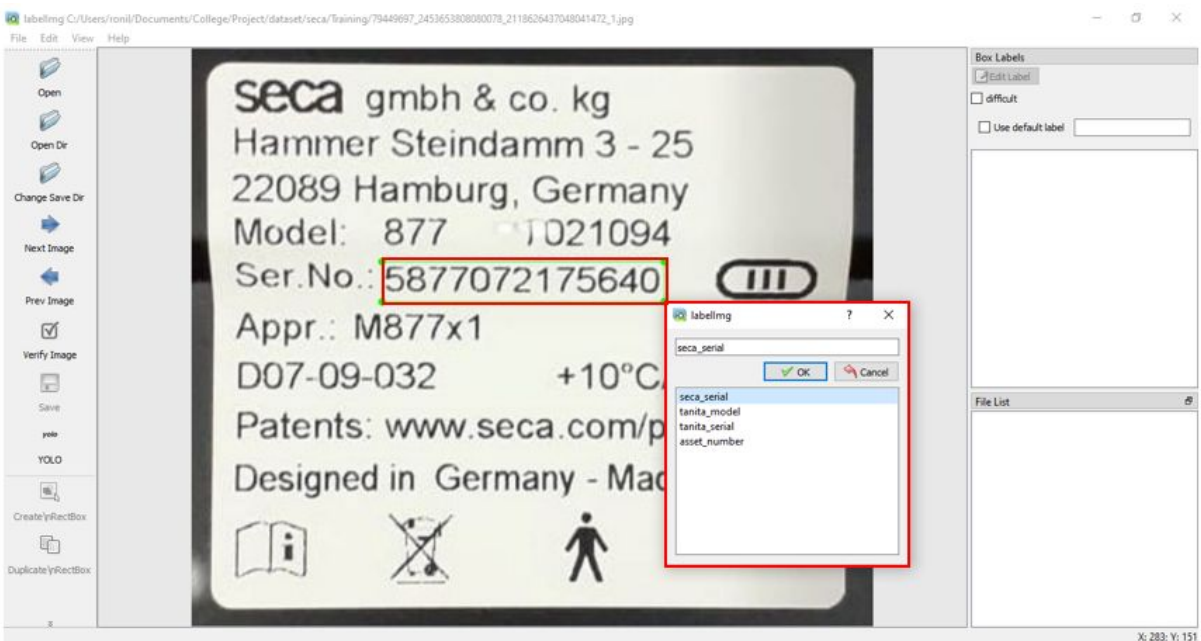 labelImg C:/Users/ronil/Documents/College/Project/dataset/seca/Training/79449697_2453653808080078_2118626437048041472_1.jpg
File Edit View Help
Open
Open Dir
Change Save Dir
Next Image
Prev Image
Verify Image
Save
yolo
YOLO
Create\nRectBox
Duplicate\nRectBox
seca gmbh & co. kg
Hammer Steindamm 3 - 25
22089 Hamburg, Germany
Model: 877 1021094
Ser.No.: 5877072175640
Appr.: M877x1
D07-09-032 +10°C/
Patents: www.seca.com/p
Designed in Germany - Mad
labelImg ? ×
seca_serial
OK Cancel
seca_serial
tanita_model
tanita_serial
asset_number
Box Labels
Edit Label
difficult
Use default label
File List
X: 283; Y: 151